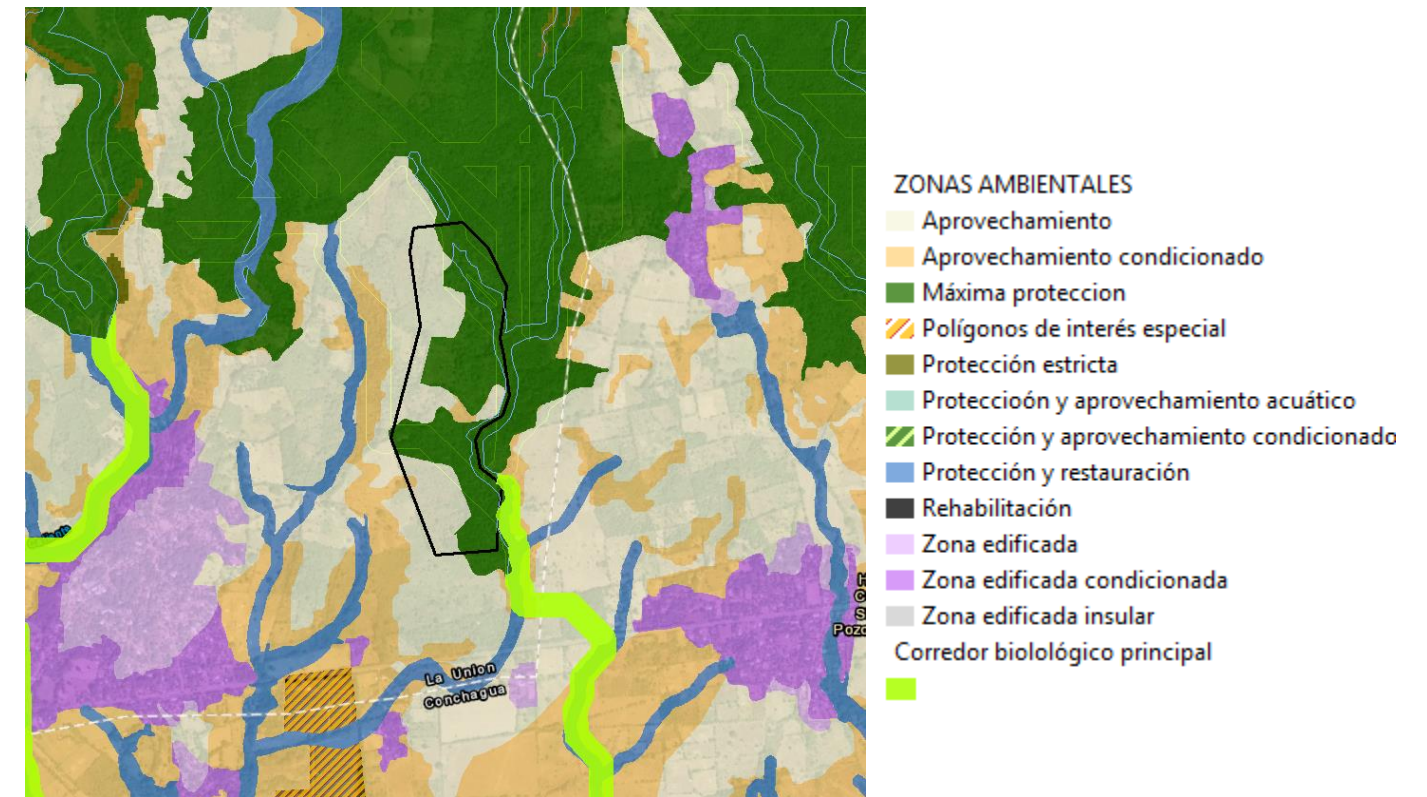 ZONAS AMBIENTALES
Aprovechamiento
Aprovechamiento condicionado
Máxima proteccion
Polígonos de interés especial
Protección estricta
Proteccioón y aprovechamiento acuático
Protección y aprovechamiento condicionado
Protección y restauración
Rehabilitación
Zona edificada
Zona edificada condicionada
Zona edificada insular
Corredor biolológico principal
La Union
Conchagua
H
C
S
Pozo